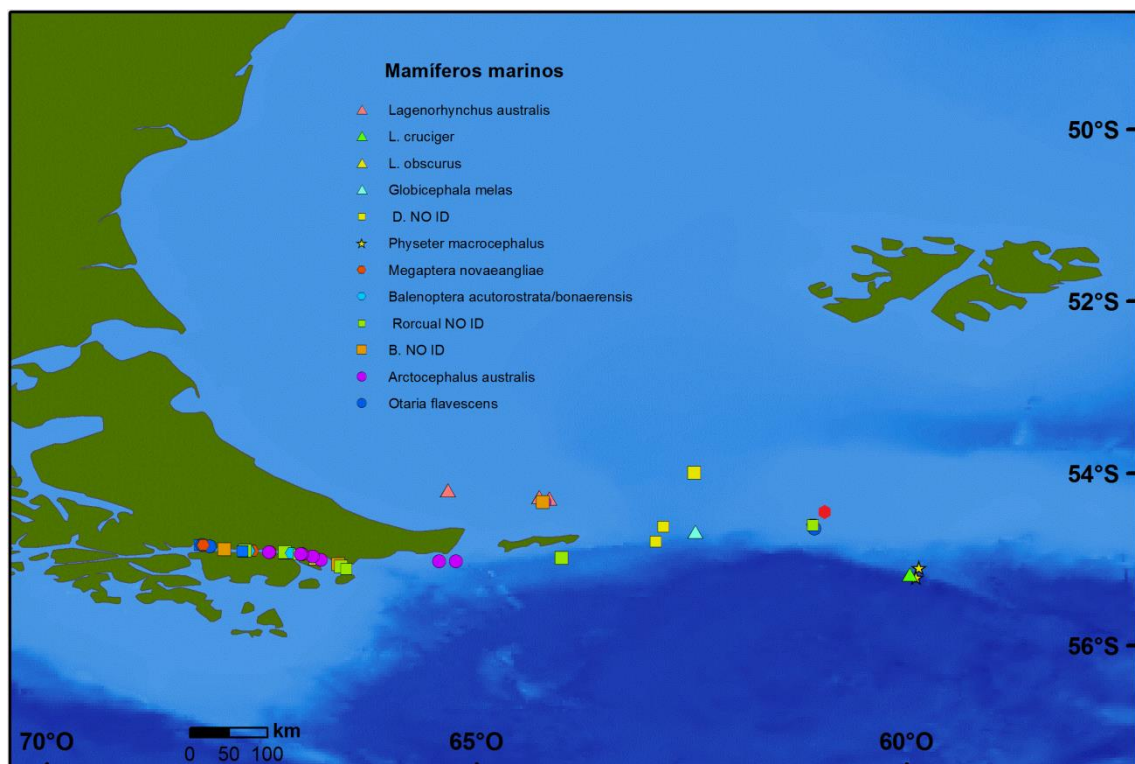 Mamíferos marinos
Lagenorhynchus australis
L. cruciger
L. obscurus
Globicephala melas
D. NO ID
Physeter macrocephalus
Megaptera novaeangliae
Balenoptera acutorostrata/bonaerensis
Rorcual NO ID
B. NO ID
Arctocephalus australis
Otaria flavescens
50°S
52°S
54°S
56°S
km
0 50 100
70°O 65°O 60°O